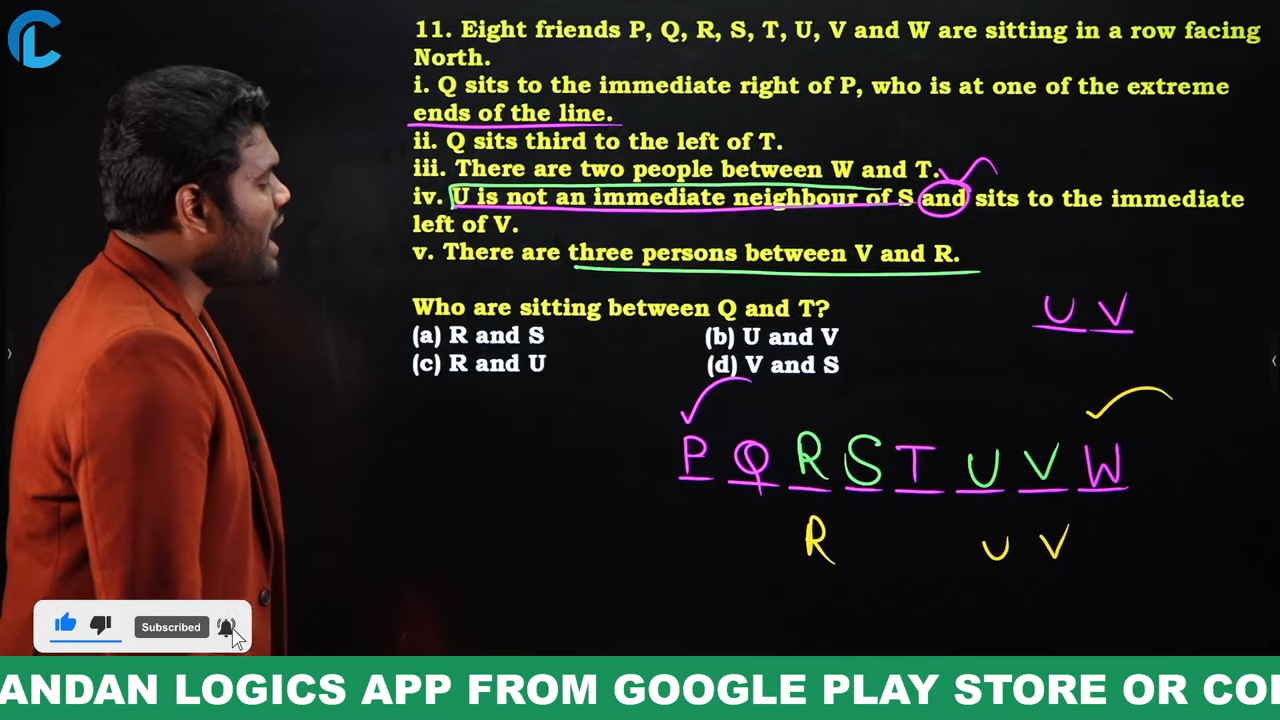 11. Eight friends P, Q, R, S, T, U, V and W are sitting in a row facing
North.
i. Q sits to the immediate right of P, who is at one of the extreme
ends of the line.
ii. Q sits third to the left of T.
iii. There are two people between W and T.
iv. U is not an immediate neighbour of S and sits to the immediate
left of V.
v. There are three persons between V and R.
Who are sitting between Q and T?
(a) R and S (b) U and V
(c) R and U (d) V and S
U V
P Q R S T U V W
R U V
Subscribed
ANDAN LOGICS APP FROM GOOGLE PLAY STORE OR CO